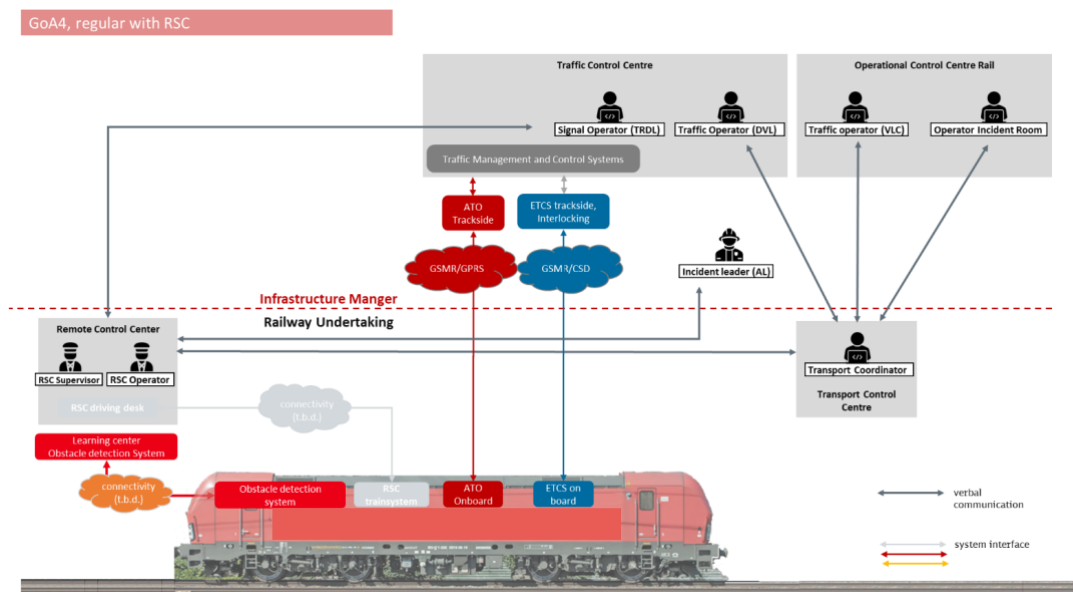 GoA4, regular with RSC
Traffic Control Centre
Operational Control Centre Rail
Signal Operator (TRDL)
Traffic Operator (DVL)
Traffic operator (VLC)
Operator Incident Room
Traffic Management and Control Systems
ATO
Trackside
ETCS trackside,
Interlocking
GSMR/GPRS
GSMR/CSD
Incident leader (AL)
Infrastructure Manger
Railway Undertaking
Remote Control Center
RSC Supervisor
RSC Operator
RSC driving desk
connectivity
(t.b.d.)
Transport Coordinator
Transport Control
Centre
Learning center
Obstacle detection System
connectivity
(t.b.d.)
Obstacle detection
system
RSC
trainsystem
ATO
Onboard
ETCS on
board
verbal
communication
system interface